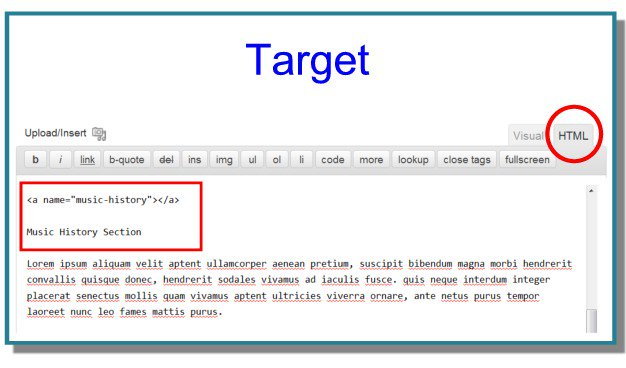 Target
Upload/Insert
Visual HTML
b i link b-quote del ins img ul ol li code more lookup close tags fullscreen
<a name="music-history"></a>
Music History Section
Lorem ipsum aliquam velit aptent ullamcorper aenean pretium, suscipit bibendum magna morbi hendrerit
convallis quisque donec, hendrerit sodales vivamus ad iaculis fusce. quis neque interdum integer
placerat senectus mollis quam vivamus aptent ultricies viverra ornare, ante netus purus tempor
laoreet nunc leo fames mattis purus.